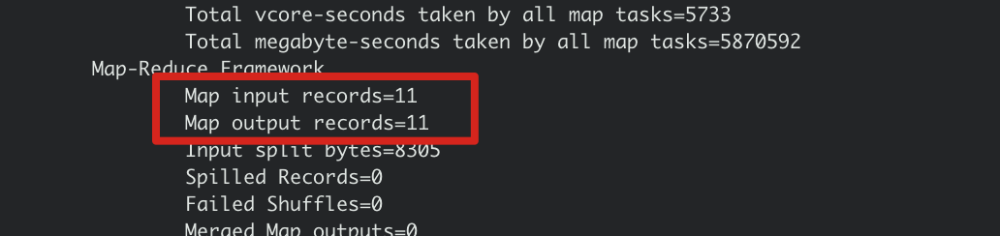 Total vcore-seconds taken by all map tasks=5733
Total megabyte-seconds taken by all map tasks=5870592
Map-Reduce Framework
Map input records=11
Map output records=11
Input split bytes=8305
Spilled Records=0
Failed Shuffles=0
Merged Map outputs=0